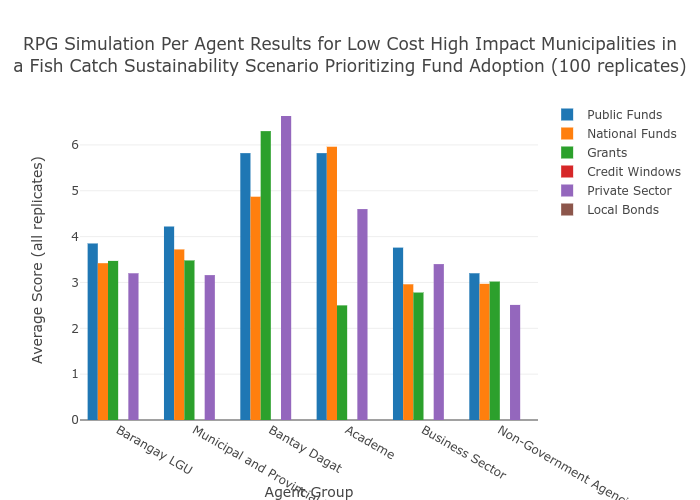 RPG Simulation Per Agent Results for Low Cost High Impact Municipalities in
a Fish Catch Sustainability Scenario Prioritizing Fund Adoption (100 replicates)
Public Funds
National Funds
Grants
Credit Windows
Private Sector
Local Bonds
Average Score (all replicates)
6
5
4
3
2
1
0
Barangay LGU
Municipal and
Bantay Dagat
Academe
Business Sector
Non-Government
Agent Group